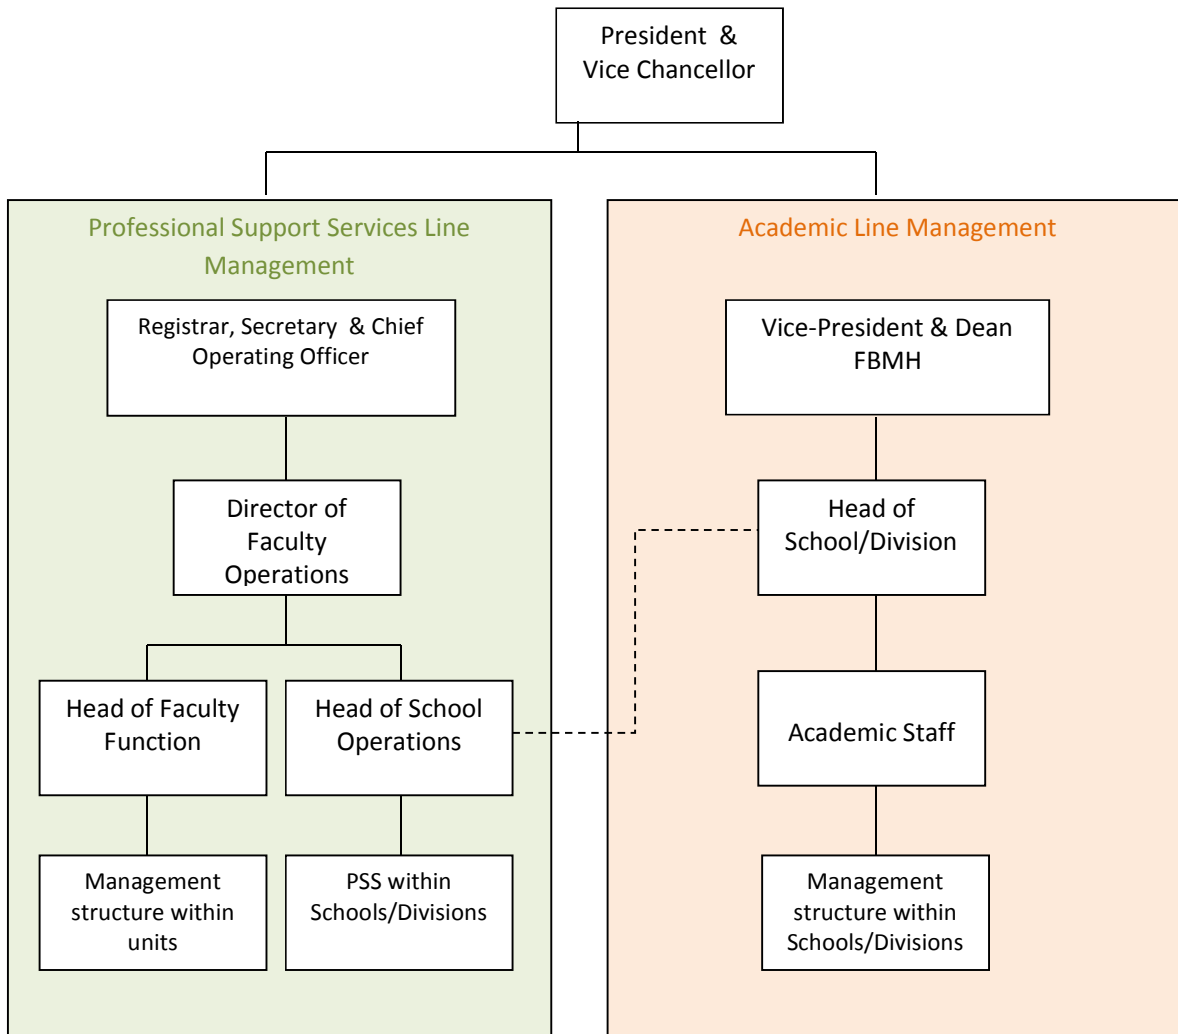 President &
Vice Chancellor
Professional Support Services Line
Management
Academic Line Management
Registrar, Secretary & Chief
Operating Officer
Vice-President & Dean
FBMH
Director of
Faculty
Operations
Head of
School/Division
Head of Faculty
Function
Head of School
Operations
Academic Staff
Management
structure within
units
PSS within
Schools/Divisions
Management
structure within
Schools/Divisions